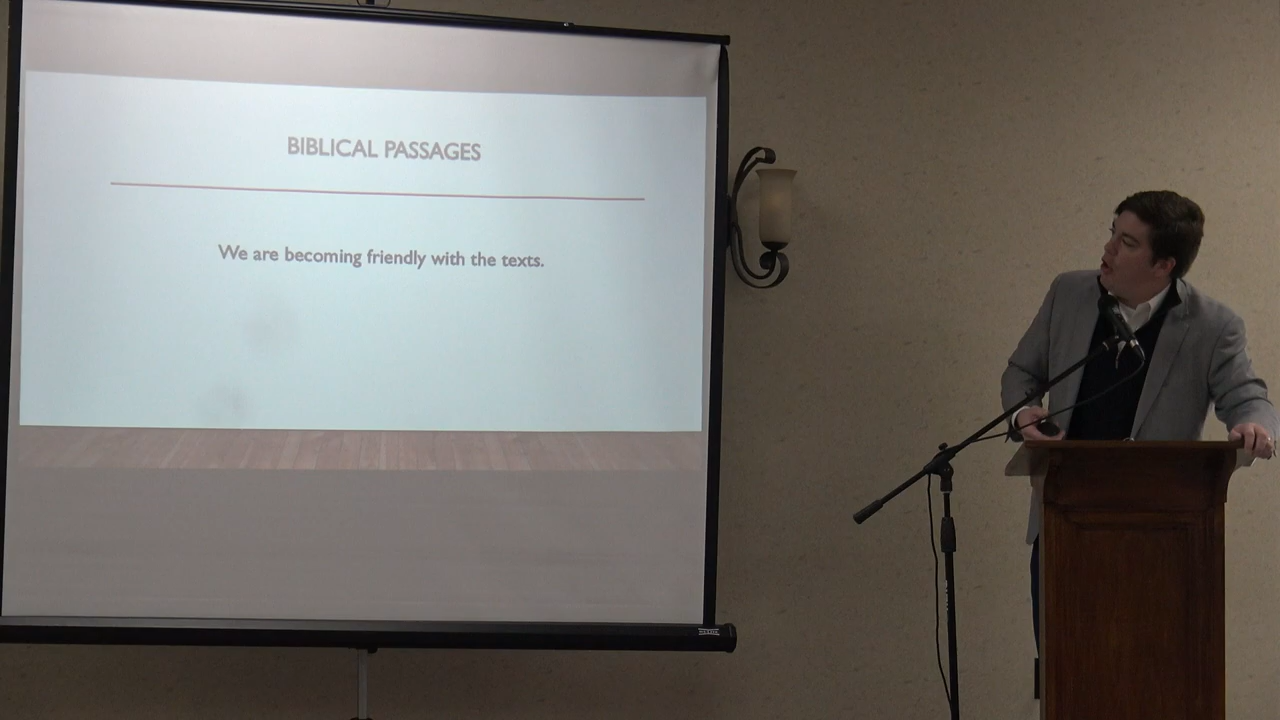 BIBLICAL PASSAGES
We are becoming friendly with the texts.